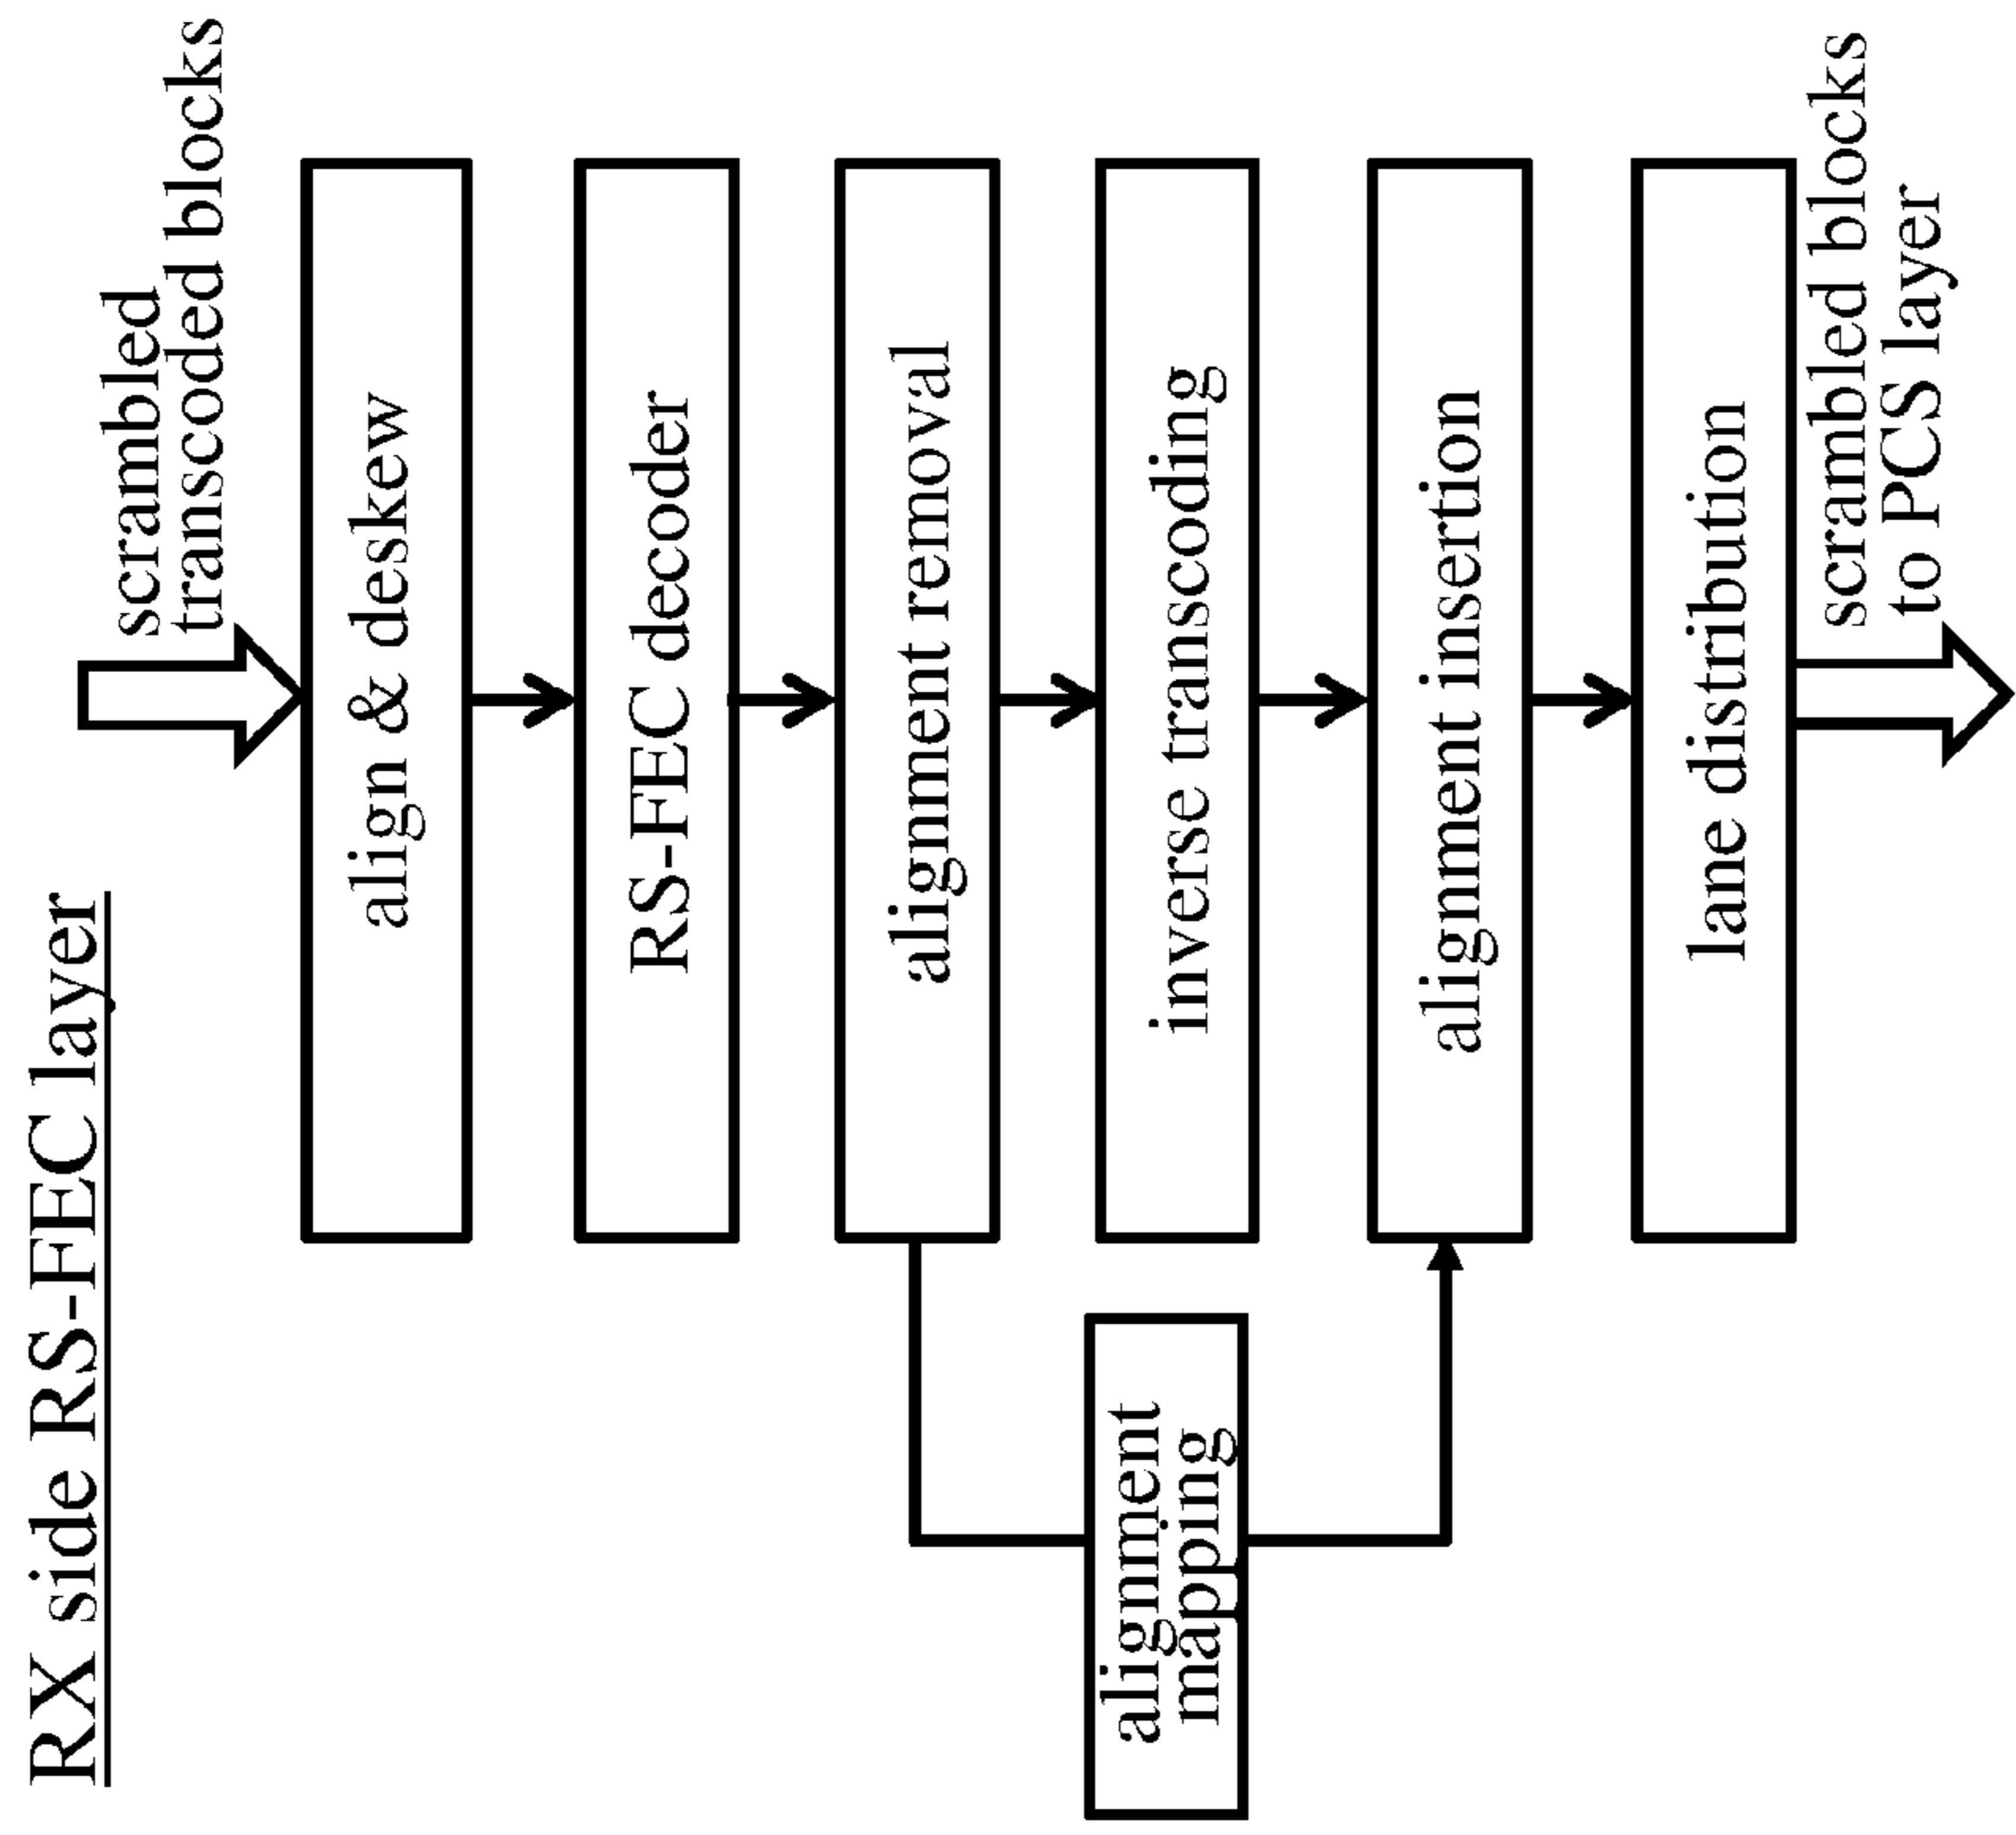 RX side RS-FEC layer
scrambled
transcoded blocks
align & deskew
RS-FEC decoder
alignment removal
alignment
mapping
inverse transcoding
alignment insertion
lane distribution
scrambled blocks
to PCS layer